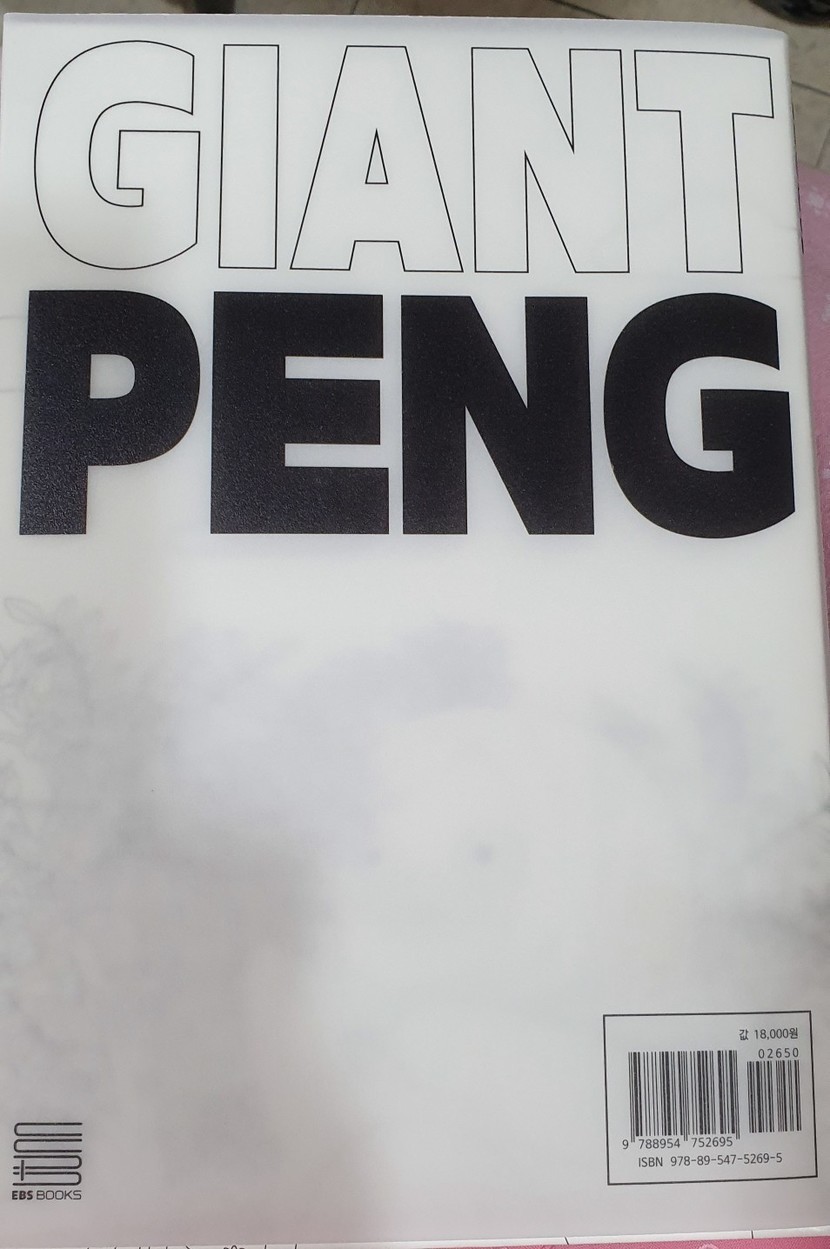 GIANT
PENG
값 18,000원
02650
9 788954 752695
ISBN 978-89-547-5269-5
EBS BOOKS